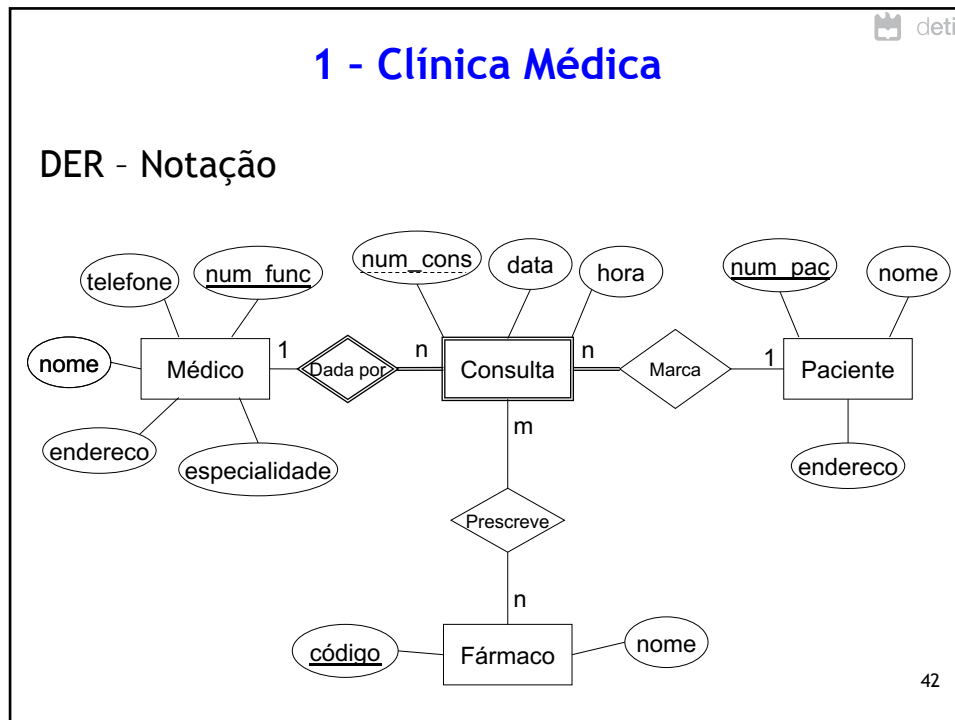 deti
1 – Clínica Médica
DER – Notação
telefone
num_func
num_cons
data
hora
num_pac
nome
nome
Médico
1
Dada por
n
Consulta
n
Marca
1
Paciente
endereco
especialidade
m
endereco
Prescreve
n
código
Fármaco
nome
42